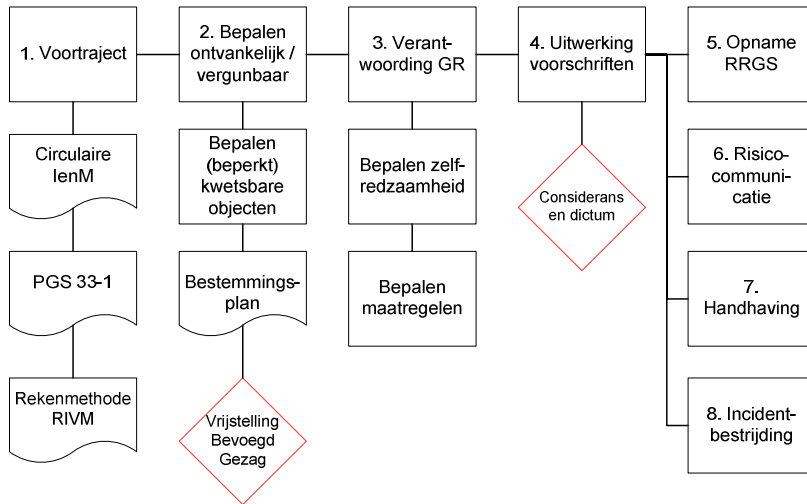 1. Voortraject
2. Bepalen
ontvankelijk /
vergunbaar
3. Verant-
woording GR
4. Uitwerking
voorschriften
5. Opname
RRGS
Circulaire
IenM
Bepalen
(beperkt)
kwetsbare
objecten
Bepalen zelf-
redzaamheid
Considerans
en dictum
6. Risico-
communi-
catie
PGS 33-1
Bestemmings-
plan
Bepalen
maatregelen
7.
Handhaving
Rekenmethode
RIVM
Vrijstelling
Bevoegd
Gezag
8. Incident-
bestrijding